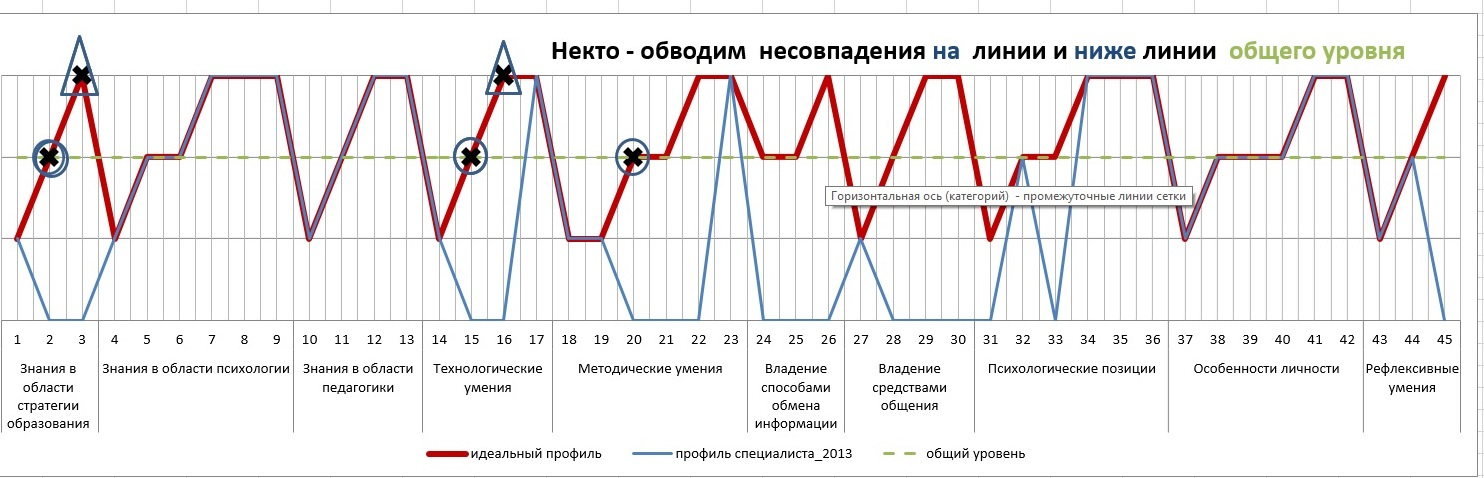 Некто - обводим несовпадения на линии и ниже линии общего уровня
Горизонтальная ось (категорий) - промежуточные линии сетки
1 2 3 4 5 6 7 8 9 10 11 12 13 14 15 16 17 18 19 20 21 22 23 24 25 26 27 28 29 30 31 32 33 34 35 36 37 38 39 40 41 42 43 44 45
Знания в
области
стратегии
образования
Знания в области психологии
Знания в области
педагогики
Технологические
умения
Методические умения
Владение
способами
обмена
информации
Владение
средствами
общения
Психологические позиции
Особенности личности
Рефлексивные
умения
идеальный профиль профиль специалиста_2013 общий уровень